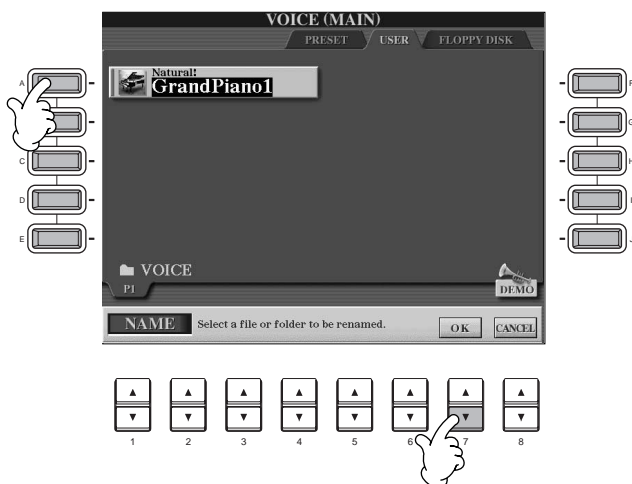 VOICE (MAIN)
PRESET USER FLOPPY DISK
Natural!
GrandPiano1
A
C
D
E
F
G
H
I
J
VOICE
P1
DEMO
NAME Select a file or folder to be renamed. OK CANCEL
1 2 3 4 5 6 7 8